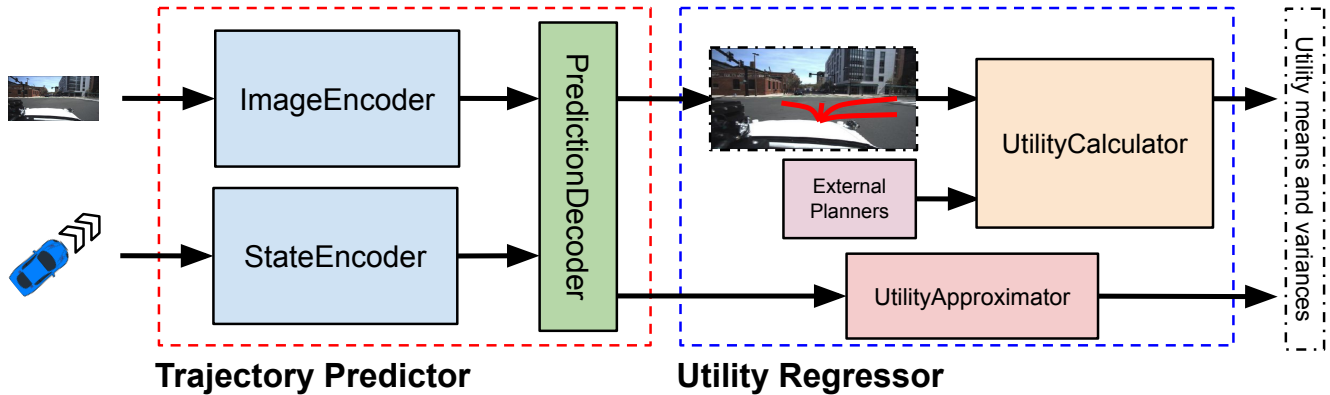 ImageEncoder
StateEncoder
PredictionDecoder
Trajectory Predictor
External
Planners
UtilityCalculator
UtilityApproximator
Utility Regressor
Utility means and variances